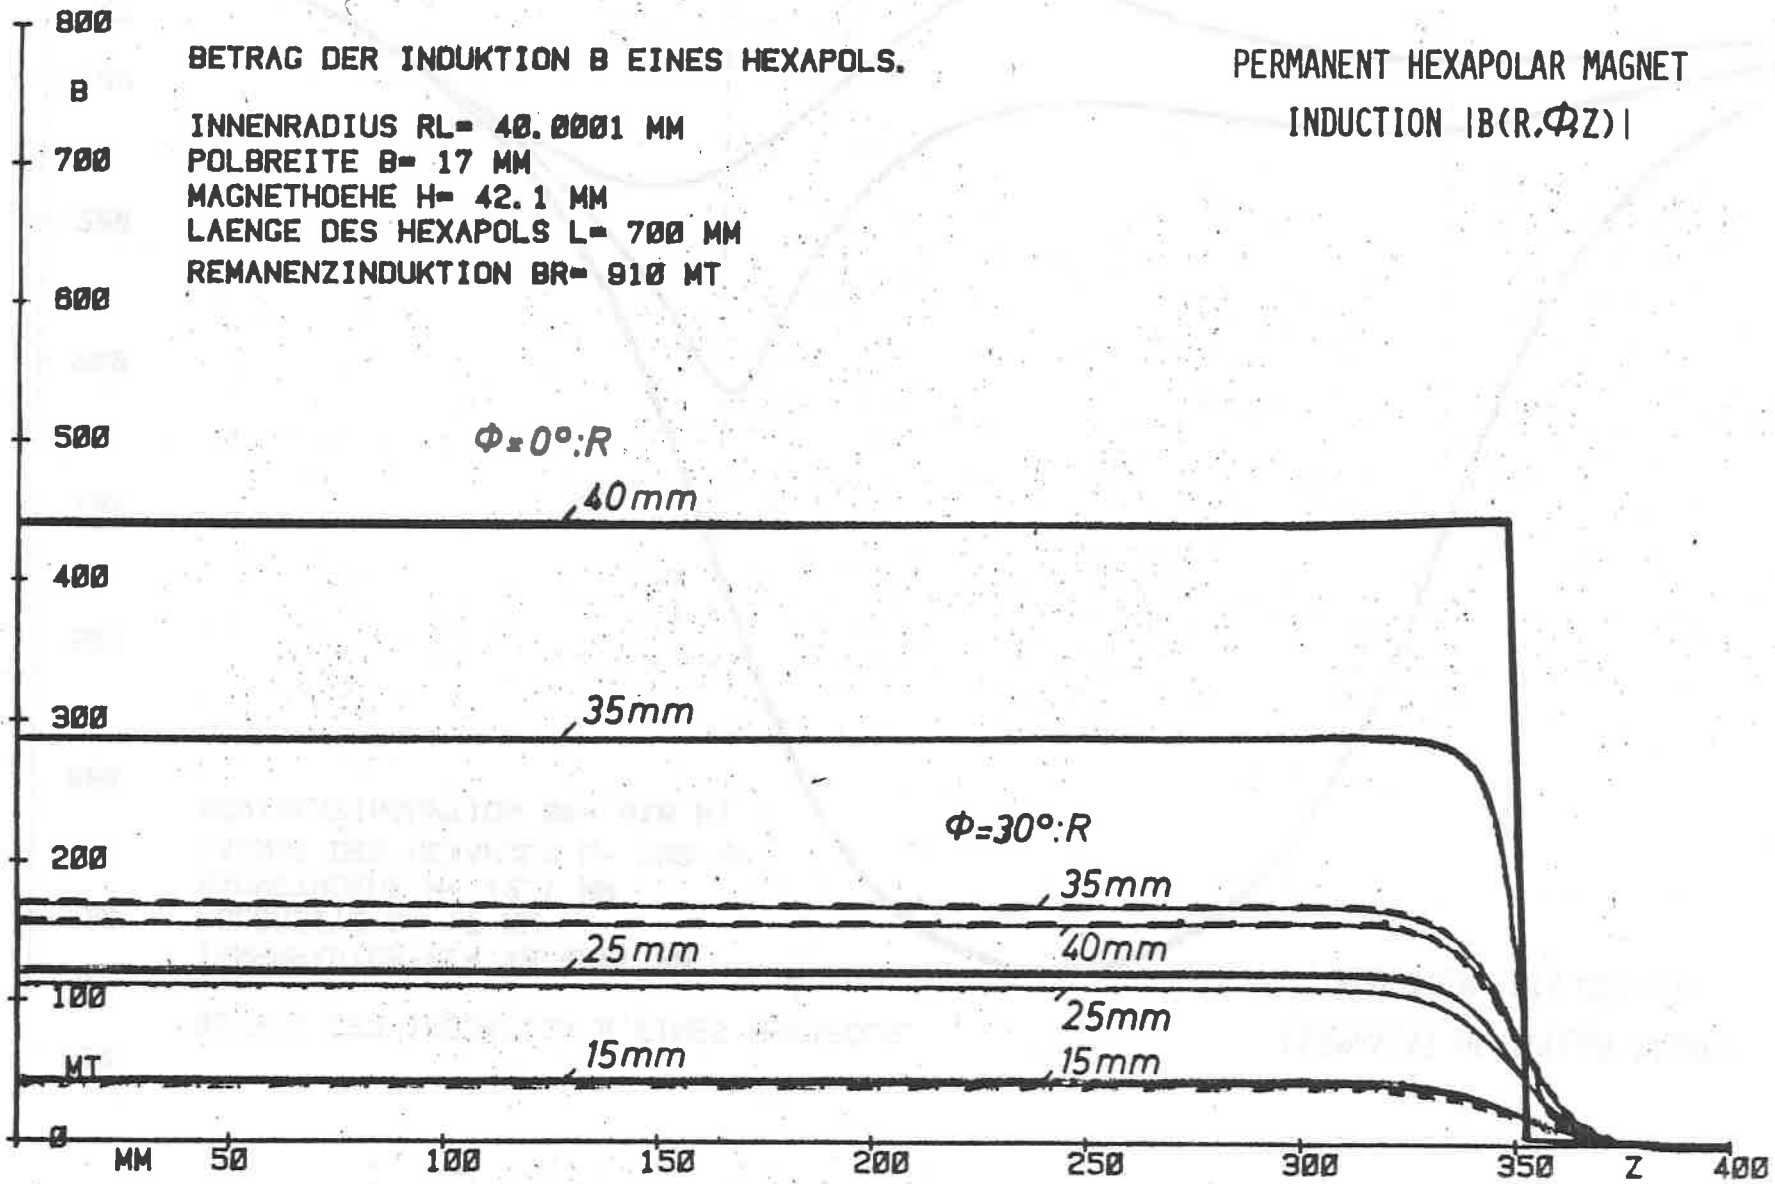 800
B
BETRAG DER INDUKTION B EINES HEXAPOLS.
PERMANENT HEXAPOLAR MAGNET
INDUCTION |B(R,Φ,Z)|
INNENRADIUS RL= 40.0001 MM
700
POLBREITE B= 17 MM
MAGNETHOEHE H= 42.1 MM
LAENGE DES HEXAPOLS L= 700 MM
REMANENZINDUKTION BR= 910 MT
600
500
Φ=0°:R
40mm
400
300
35mm
Φ=30°:R
200
35mm
25mm
40mm
100
25mm
MT
15mm
15mm
0
MM 50 100 150 200 250 300 350 Z 400